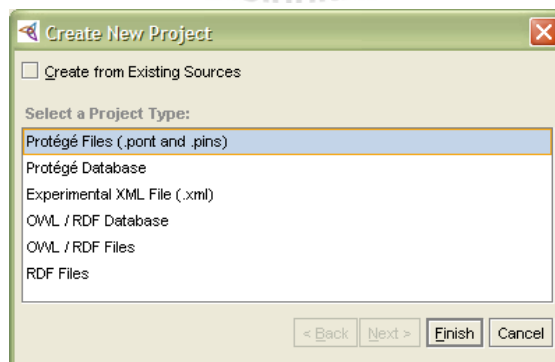 Create New Project
Create from Existing Sources
Select a Project Type:
Protégé Files (.pont and .pins)
Protégé Database
Experimental XML File (.xml)
OWL / RDF Database
OWL / RDF Files
RDF Files
< Back Next > Finish Cancel